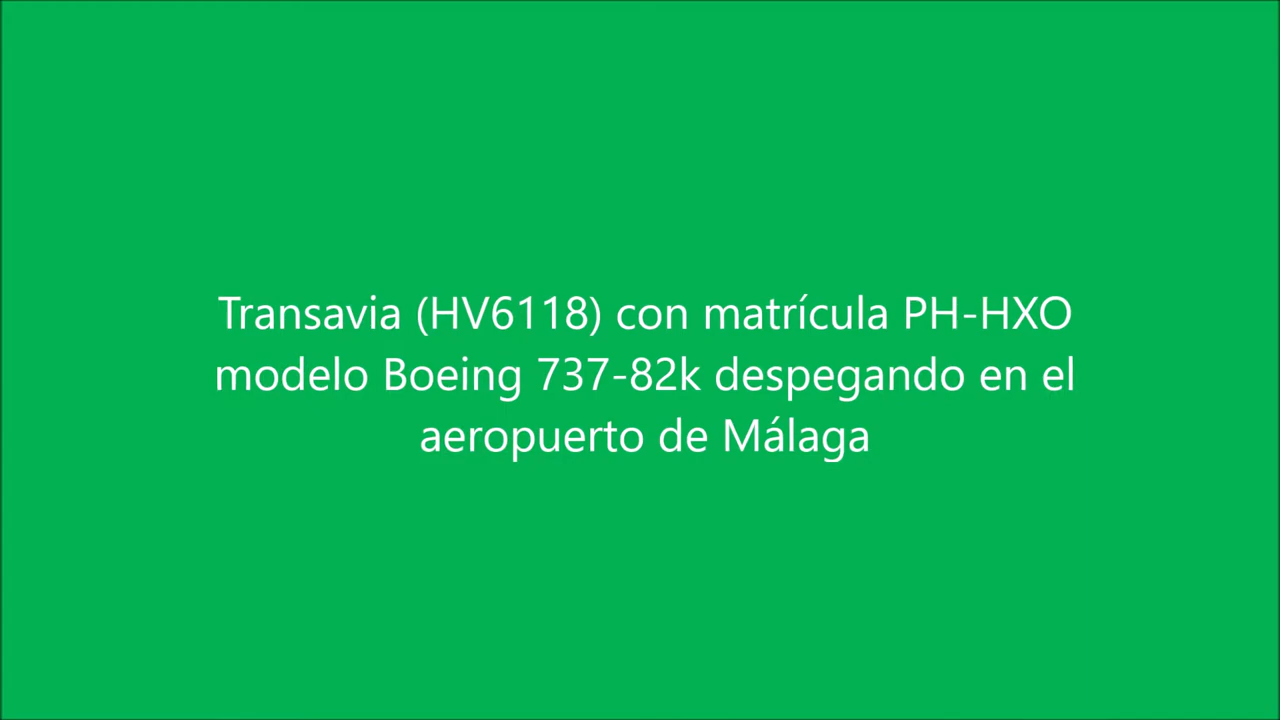 Transavia (HV6118) con matrícula PH-HXO
modelo Boeing 737-82k despegando en el
aeropuerto de Málaga